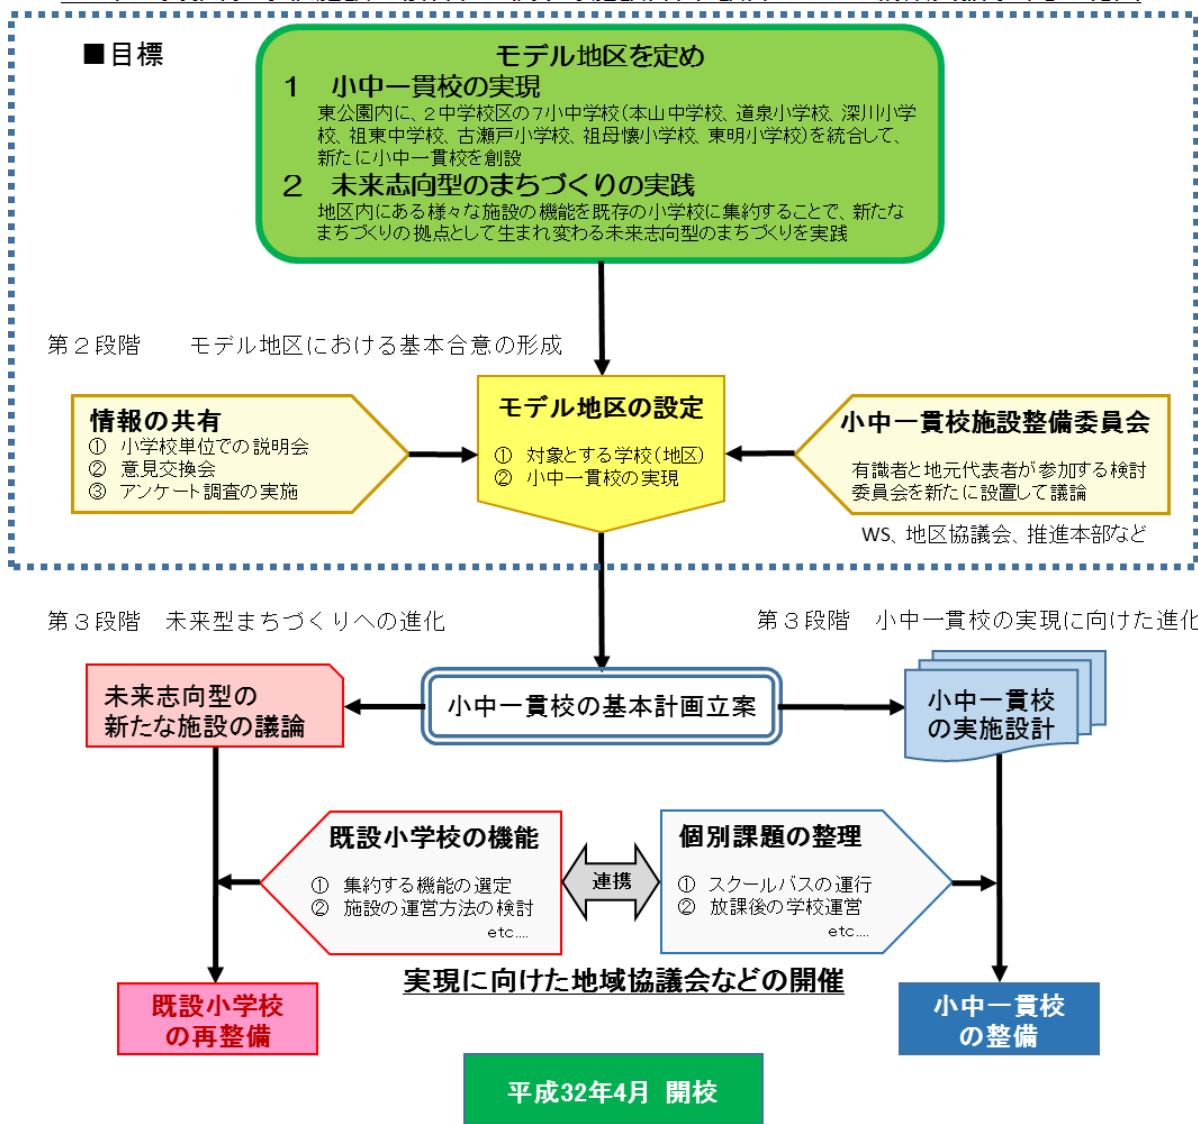 ■目標
モデル地区を定め
１　小中一貫校の実現
東公園内に、２中学校区の７小中学校（本山中学校、道泉小学校、深川小学
校、祖東中学校、古瀬戸小学校、祖母懐小学校、東明小学校）を統合して、
新たに小中一貫校を創設
２　未来志向型のまちづくりの実践
地区内にある様々な施設の機能を既存の小学校に集約することで、新たな
まちづくりの拠点として生まれ変わる未来志向型のまちづくりを実践
第２段階　　モデル地区における基本合意の形成
情報の共有
①　小学校単位での説明会
②　意見交換会
③　アンケート調査の実施
モデル地区の設定
①　対象とする学校（地区）
②　小中一貫校の実現
小中一貫校施設整備委員会
有識者と地元代表者が参加する検討
委員会を新たに設置して議論
WS、地区協議会、推進本部など
第３段階　未来型まちづくりへの進化
第３段階　小中一貫校の実現に向けた進化
未来志向型の
新たな施設の議論
小中一貫校の基本計画立案
小中一貫校
の実施設計
既設小学校の機能
①　集約する機能の選定
②　施設の運営方法の検討
etc....
連携
個別課題の整理
①　スクールバスの運行
②　放課後の学校運営
etc....
実現に向けた地域協議会などの開催
既設小学校
の再整備
小中一貫校
の整備
平成32年4月 開校